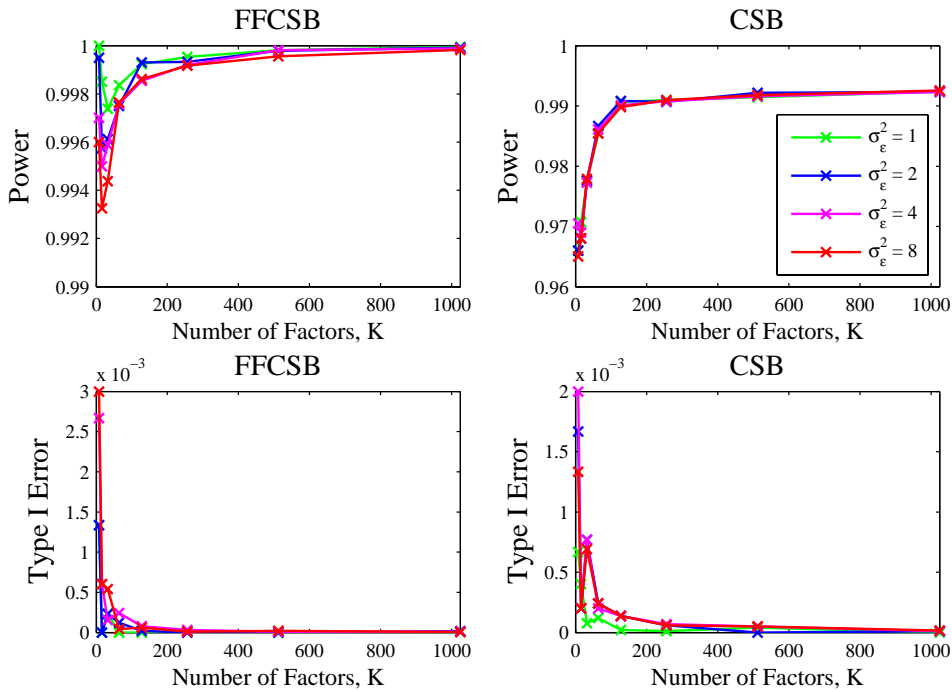 FFCSB
Power
1
0.998
0.996
0.994
0.992
0.99
0 200 400 600 800 1000
Number of Factors, K
CSB
Power
1
0.99
0.98
0.97
0.96
0 200 400 600 800 1000
Number of Factors, K
σ²ε = 1
σ²ε = 2
σ²ε = 4
σ²ε = 8
FFCSB
x 10⁻³
Type I Error
3
2.5
2
1.5
1
0.5
0
0 200 400 600 800 1000
Number of Factors, K
CSB
x 10⁻³
Type I Error
2
1.5
1
0.5
0
0 200 400 600 800 1000
Number of Factors, K